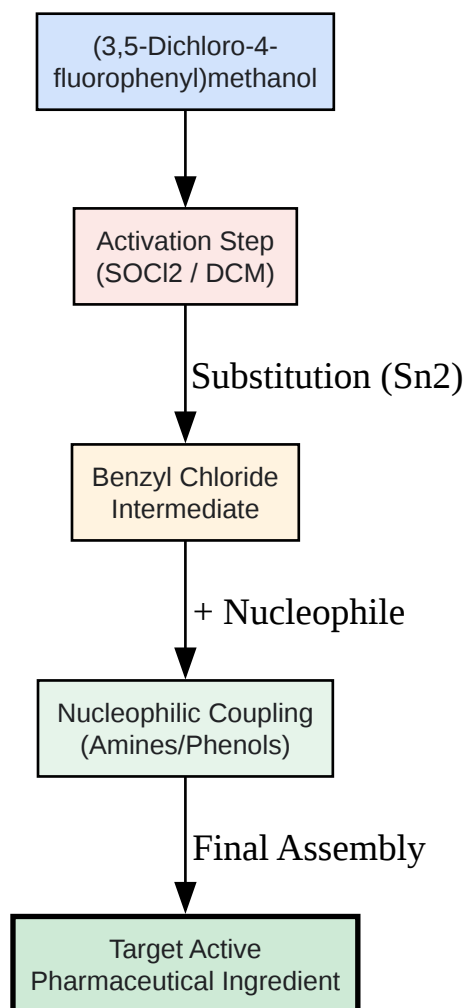 (3,5-Dichloro-4-
fluorophenyl)methanol
Activation Step
(SOCl2 / DCM)
Substitution (Sn2)
Benzyl Chloride
Intermediate
+ Nucleophile
Nucleophilic Coupling
(Amines/Phenols)
Final Assembly
Target Active
Pharmaceutical Ingredient